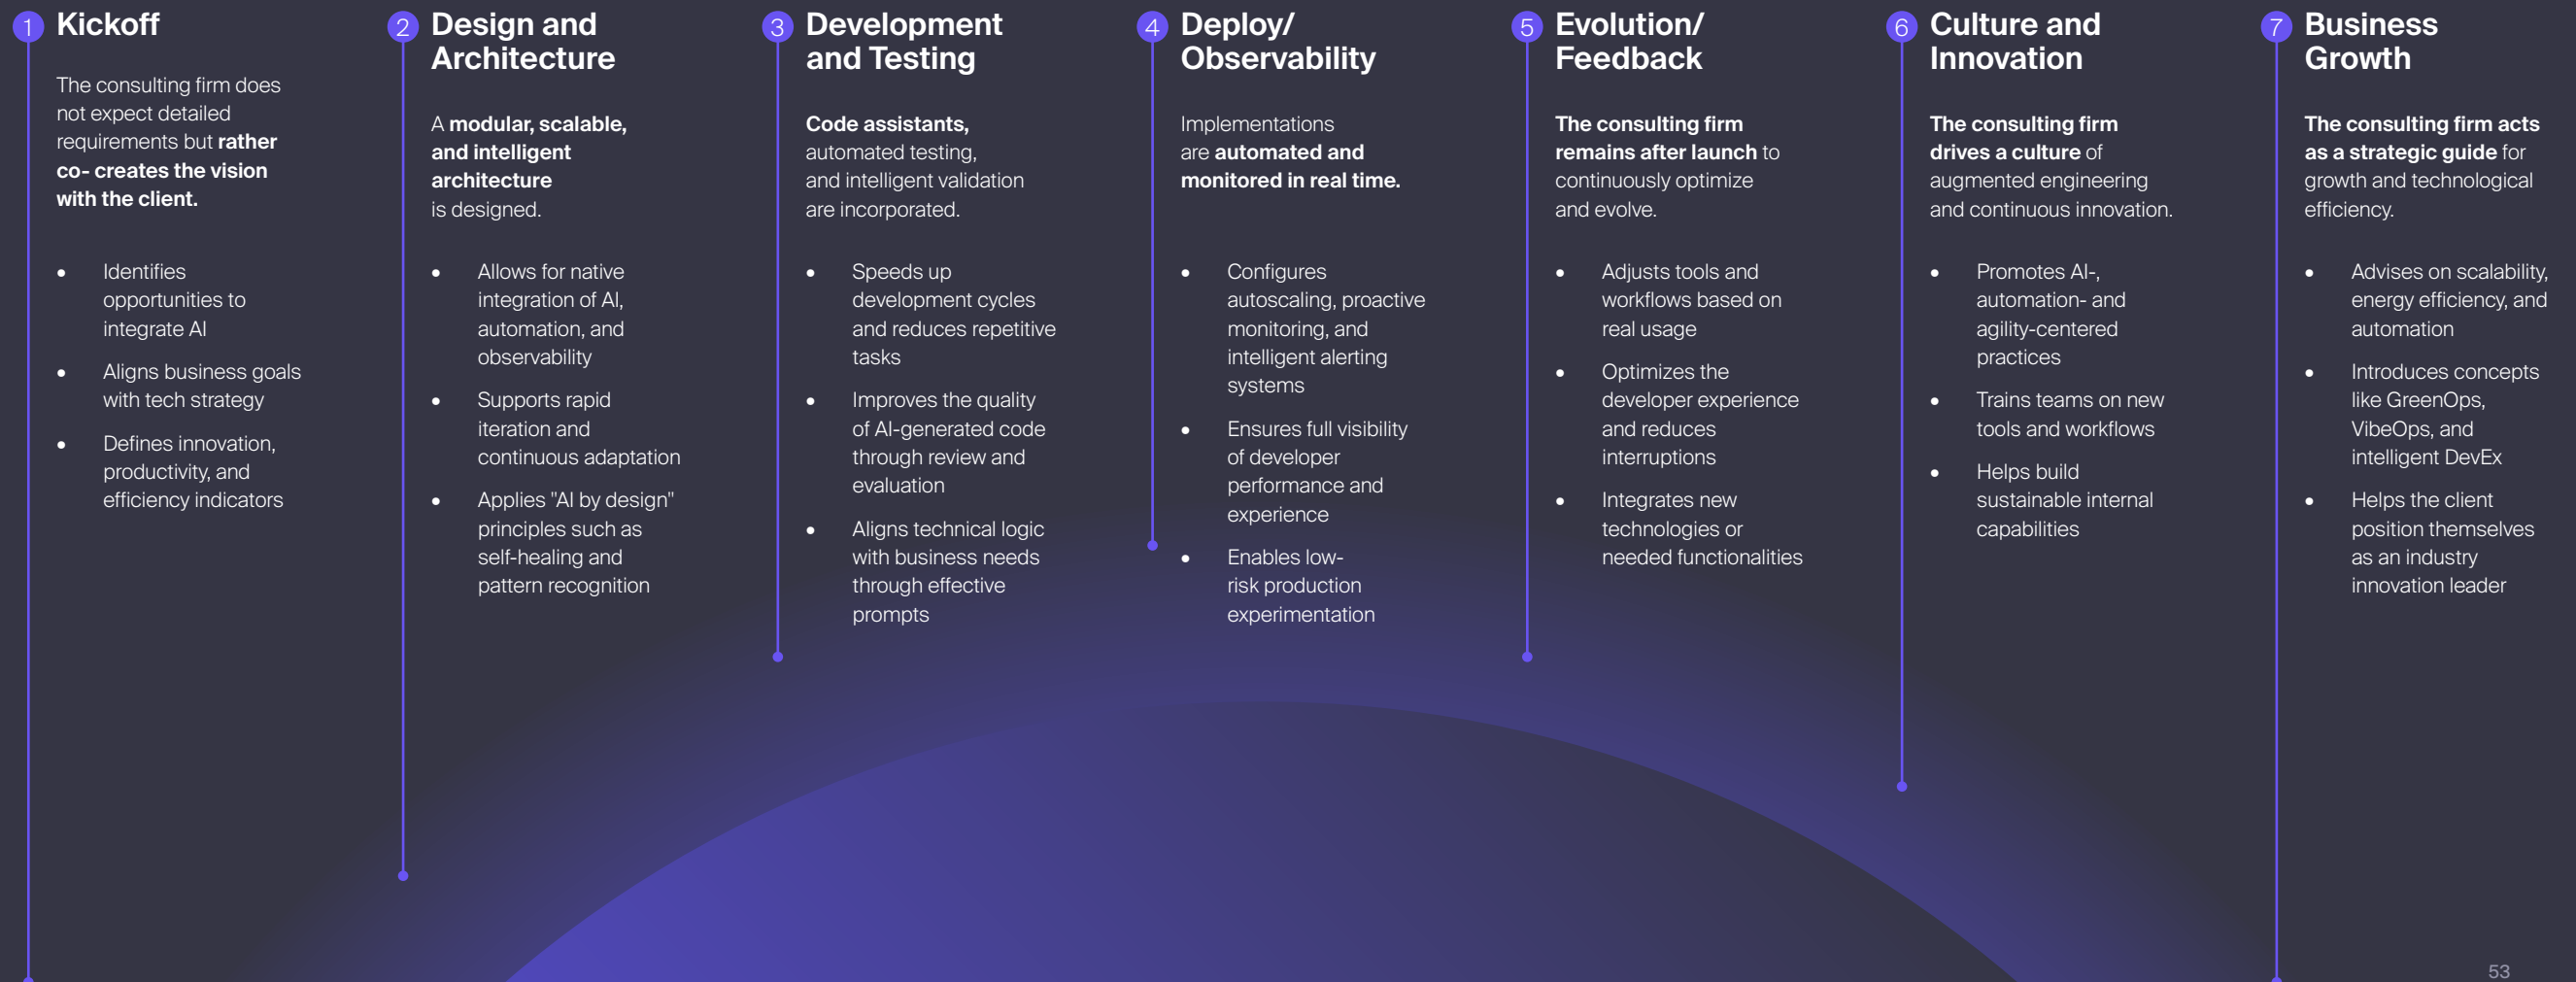 1 Kickoff
The consulting firm does
not expect detailed
requirements but rather
co- creates the vision
with the client.
• Identifies
opportunities to
integrate AI
• Aligns business goals
with tech strategy
• Defines innovation,
productivity, and
efficiency indicators
2 Design and
Architecture
A modular, scalable,
and intelligent
architecture
is designed.
• Allows for native
integration of AI,
automation, and
observability
• Supports rapid
iteration and
continuous adaptation
• Applies "AI by design"
principles such as
self-healing and
pattern recognition
3 Development
and Testing
Code assistants,
automated testing,
and intelligent validation
are incorporated.
• Speeds up
development cycles
and reduces repetitive
tasks
• Improves the quality
of AI-generated code
through review and
evaluation
• Aligns technical logic
with business needs
through effective
prompts
4 Deploy/
Observability
Implementations
are automated and
monitored in real time.
• Configures
autoscaling, proactive
monitoring, and
intelligent alerting
systems
• Ensures full visibility
of developer
performance and
experience
• Enables low-
risk production
experimentation
5 Evolution/
Feedback
The consulting firm
remains after launch to
continuously optimize
and evolve.
• Adjusts tools and
workflows based on
real usage
• Optimizes the
developer experience
and reduces
interruptions
• Integrates new
technologies or
needed functionalities
6 Culture and
Innovation
The consulting firm
drives a culture of
augmented engineering
and continuous innovation.
• Promotes AI-,
automation- and
agility-centered
practices
• Trains teams on new
tools and workflows
• Helps build
sustainable internal
capabilities
7 Business
Growth
The consulting firm acts
as a strategic guide for
growth and technological
efficiency.
• Advises on scalability,
energy efficiency, and
automation
• Introduces concepts
like GreenOps,
VibeOps, and
intelligent DevEx
• Helps the client
position themselves
as an industry
innovation leader
53